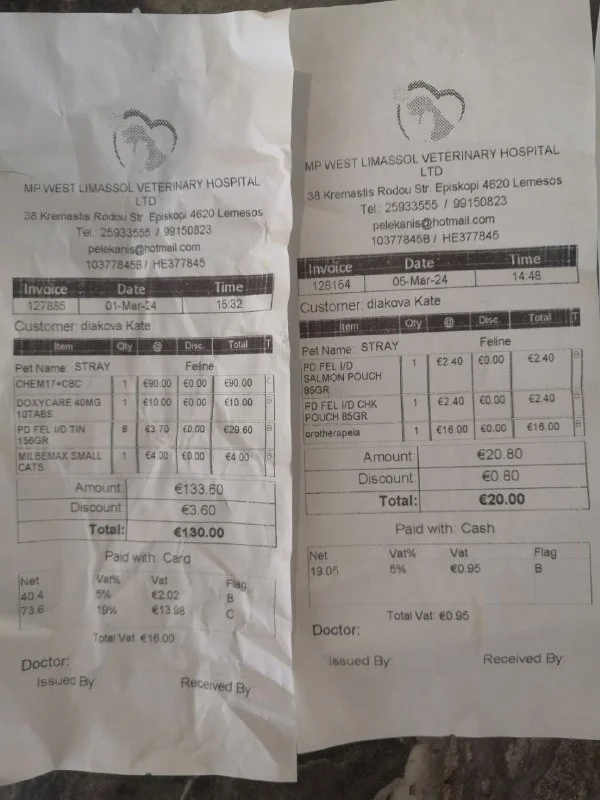 MP WEST LIMASSOL VETERINARY HOSPITAL
LTD
38 Kremastis Rodou Str. Episkopi 4620 Lemesos
Tel.: 25933555 / 99150823
pelekanis@hotmail.com
10377845B / HE377845
Invoice Date Time
127885 01-Mar-24 15:32
Customer: diakova Kate
Item Qty @ Disc. Total T
Pet Name: STRAY Feline
CHEM17+CBC 1 €90.00 €0.00 €90.00 C
DOXYCARE 40MG 1 €10.00 €0.00 €10.00 B
10TABS
PD FEL I/D TIN 8 €3.70 €0.00 €29.60 B
156GR
MILBEMAX SMALL 1 €4.00 €0.00 €4.00 B
CATS
Amount: €133.60
Discount: €3.60
Total: €130.00
Paid with: Card
Net Vat% Vat Flag
40.4 5% €2.02 B
73.6 19% €13.98 C
Total Vat: €16.00
Doctor:
Issued By: Received By:
MP WEST LIMASSOL VETERINARY HOSPITAL
LTD
38 Kremastis Rodou Str. Episkopi 4620 Lemesos
Tel.: 25933555 / 99150823
pelekanis@hotmail.com
10377845B / HE377845
Invoice Date Time
128154 05-Mar-24 14:48
Customer: diakova Kate
Item Qty @ Disc. Total T
Pet Name: STRAY Feline
PD FEL I/D 1 €2.40 €0.00 €2.40 B
SALMON POUCH
85GR
PD FEL I/D CHK 1 €2.40 €0.00 €2.40 B
POUCH 85GR
orotherapeia 1 €16.00 €0.00 €16.00 B
Amount: €20.80
Discount: €0.80
Total: €20.00
Paid with: Cash
Net Vat% Vat Flag
19.05 5% €0.95 B
Total Vat: €0.95
Doctor:
Issued By: Received By: